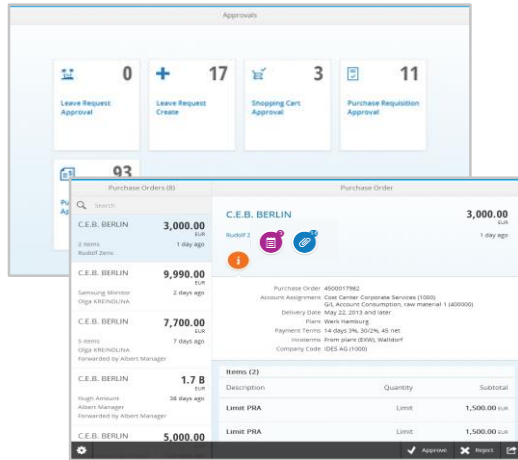 Approvals
0
Leave Request
Approval
17
Leave Request
Create
3
Shopping Cart
Approval
11
Purchase Requisition
Approval
93
Purchase Orders (8)
Search
C.E.B. BERLIN 3,000.00
EUR
2 items 1 day ago
Rudolf Zenc
C.E.B. BERLIN 9,990.00
EUR
Samsung Monitor 2 days ago
Olga KREINDLINA
C.E.B. BERLIN 7,700.00
EUR
5 items 7 days ago
Olga KREINDLINA
Forwarded by Albert Manager
C.E.B. BERLIN 1.7 B
EUR
Hugh Amount 36 days ago
Albert Manager
Forwarded by Albert Manager
C.E.B. BERLIN 5,000.00
Purchase Order
C.E.B. BERLIN 3,000.00
EUR
Rudolf Z 1 day ago
i
Purchase Order 4500017982
Account Assignment Cost Center Corporate Services (1000)
G/L Account Consumption, raw material 1 (400000)
Delivery Date May 22, 2013 and later
Plant Werk Hamburg
Payment Terms 14 days 3%, 30/2%, 45 net
Incoterms From plant (EXW), Walldorf
Company Code IDES AG (1000)
Items (2)
Description Quantity Subtotal
Limit PRA Limit 1,500.00 EUR
Limit PRA Limit 1,500.00 EUR
Approve Reject